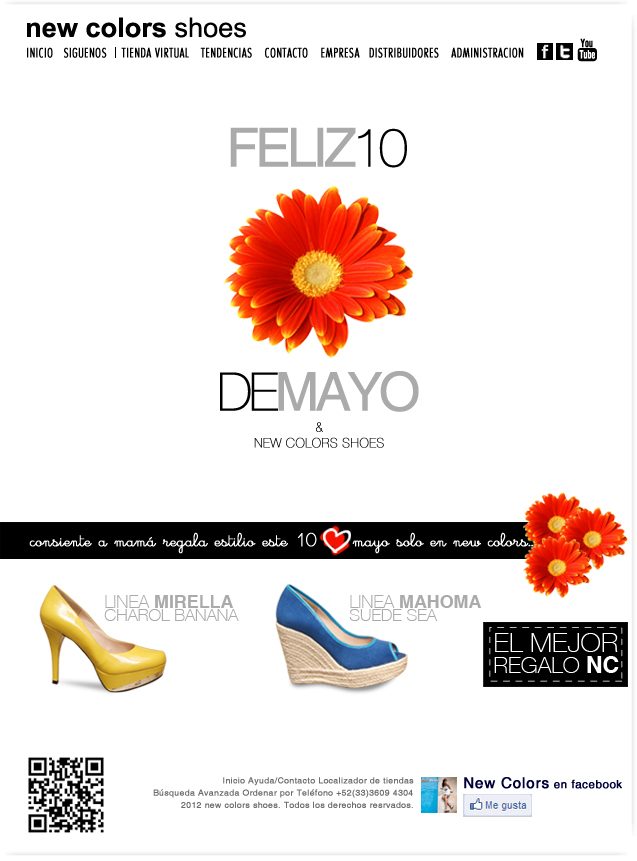 new colors shoes
INICIO SIGUENOS | TIENDA VIRTUAL TENDENCIAS CONTACTO EMPRESA DISTRIBUIDORES ADMINISTRACION f t You Tube
FELIZ10
DEMAYO
&
NEW COLORS SHOES
consiente a mamá regala estilio este 10 mayo solo en new colors..
LINEA MIRELLA
CHAROL BANANA
LINEA MAHOMA
SUEDE SEA
EL MEJOR
REGALO NC
Inicio Ayuda/Contacto Localizador de tiendas
Búsqueda Avanzada Ordenar por Teléfono +52(33)3609 4304
2012 new colors shoes. Todos los derechos resrvados.
New Colors en facebook
Me gusta